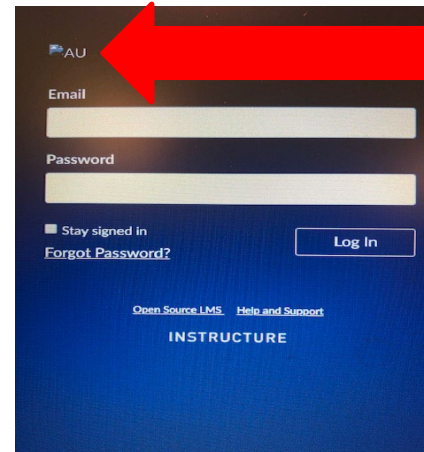 AU
Email
Password
Stay signed in
Log In
Forgot Password?
Open Source LMS Help and Support
INSTRUCTURE